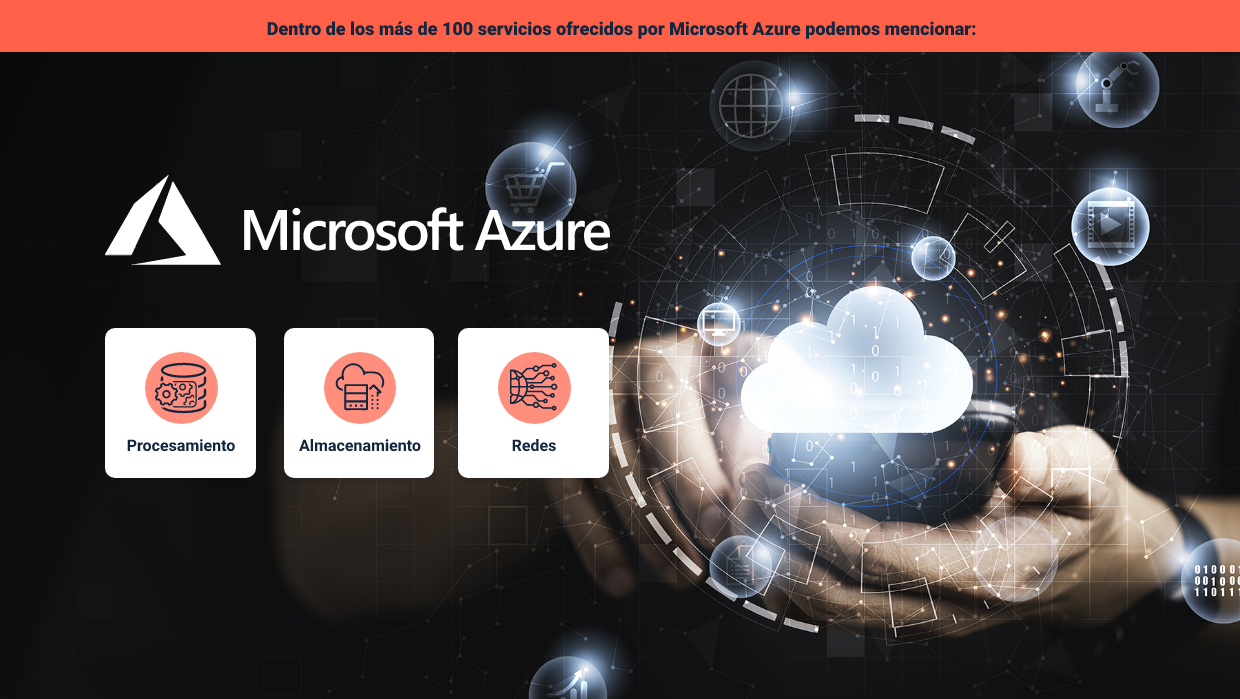 Dentro de los más de 100 servicios ofrecidos por Microsoft Azure podemos mencionar:
Microsoft Azure
Procesamiento
Almacenamiento
Redes